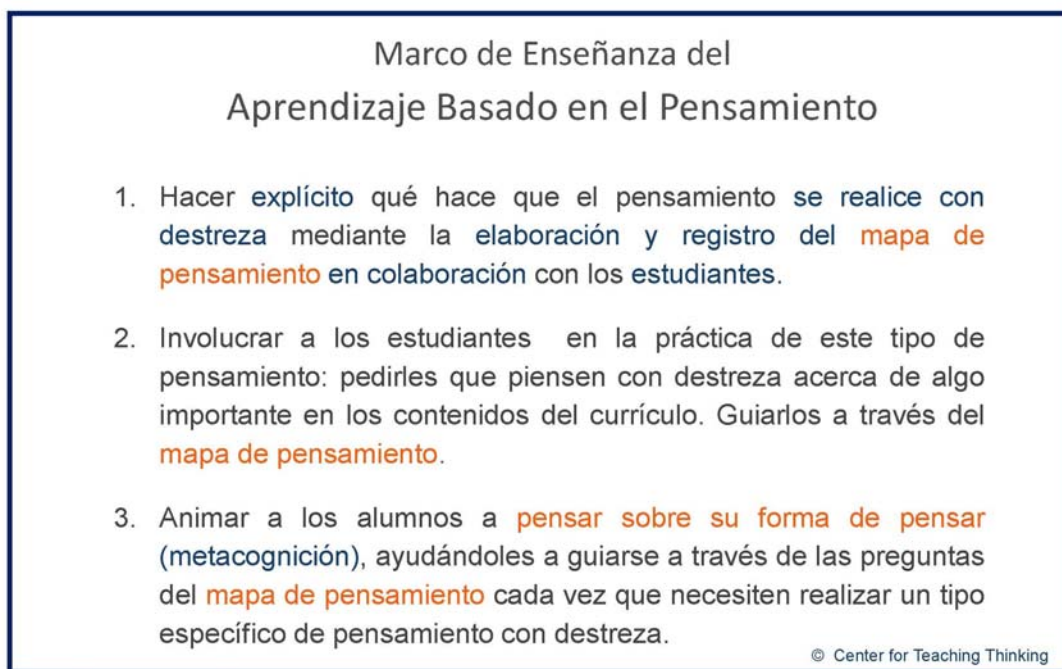 Marco de Enseñanza del
Aprendizaje Basado en el Pensamiento
1. Hacer explícito qué hace que el pensamiento se realice con
destreza mediante la elaboración y registro del mapa de
pensamiento en colaboración con los estudiantes.
2. Involucrar a los estudiantes en la práctica de este tipo de
pensamiento: pedirles que piensen con destreza acerca de algo
importante en los contenidos del currículo. Guiarlos a través del
mapa de pensamiento.
3. Animar a los alumnos a pensar sobre su forma de pensar
(metacognición), ayudándoles a guiarse a través de las preguntas
del mapa de pensamiento cada vez que necesiten realizar un tipo
específico de pensamiento con destreza.
© Center for Teaching Thinking